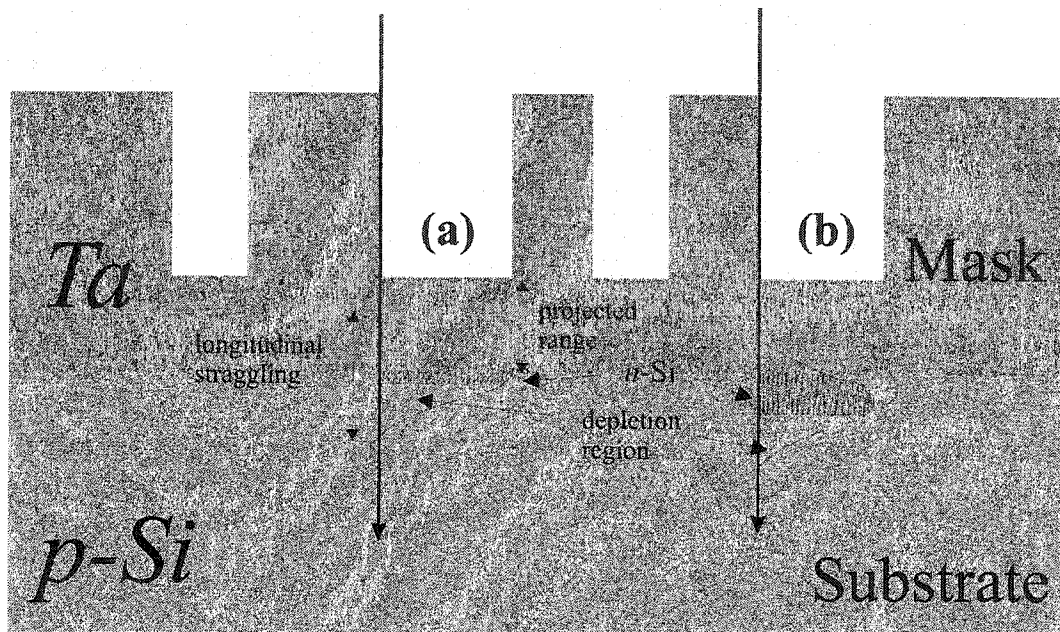 (a)
(b)
Ta
Mask
projected
range
longitudinal
straggling
n-Si
depletion
region
p-Si
Substrate